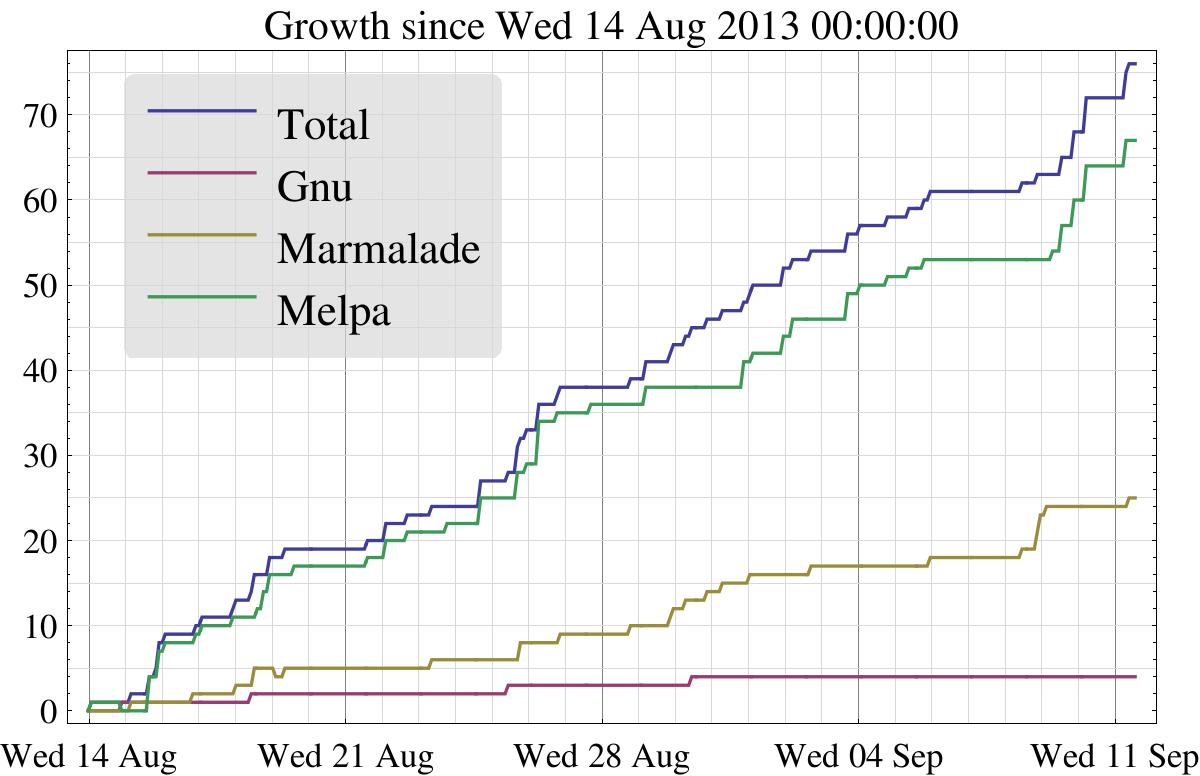 Growth since Wed 14 Aug 2013 00:00:00
Total
Gnu
Marmalade
Melpa
70
60
50
40
30
20
10
0
Wed 14 Aug Wed 21 Aug Wed 28 Aug Wed 04 Sep Wed 11 Sep